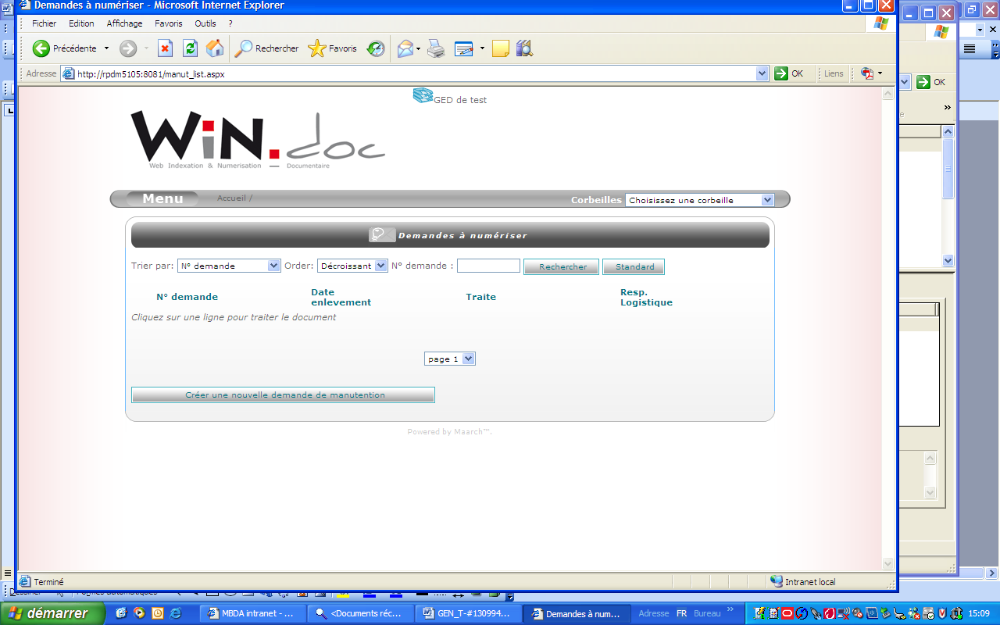 Demandes à numériser - Microsoft Internet Explorer
Fichier Edition Affichage Favoris Outils ?
Précédente Rechercher Favoris
Adresse http://rpdm5105:8081/manut_list.aspx OK Liens
OK
GED de test
WiN.doc
Web Indexation & Numerisation — Documentaire
Menu Accueil / Corbeilles Choisissez une corbeille
Demandes à numériser
Trier par: N° demande Order: Décroissant N° demande : Rechercher Standard
N° demande Date enlevement Traite Resp. Logistique
Cliquez sur une ligne pour traiter le document
page 1
Créer une nouvelle demande de manutention
Powered by Maarch™.
Terminé Intranet local
démarrer MBDA intranet - ... <Documents réc... GEN_T-#130994... Demandes à num... Adresse FR Bureau » 15:09